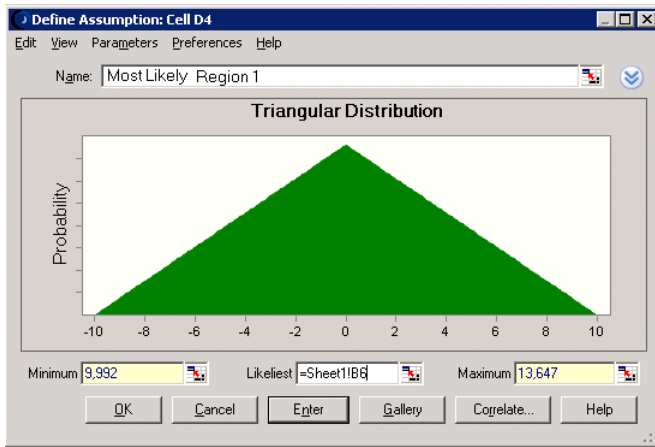 Define Assumption: Cell D4
Edit View Parameters Preferences Help
Name: Most Likely Region 1
Triangular Distribution
Probability
-10 -8 -6 -4 -2 0 2 4 6 8 10
Minimum 9,992 Likeliest =Sheet1!B6 Maximum 13,647
OK Cancel Enter Gallery Correlate... Help